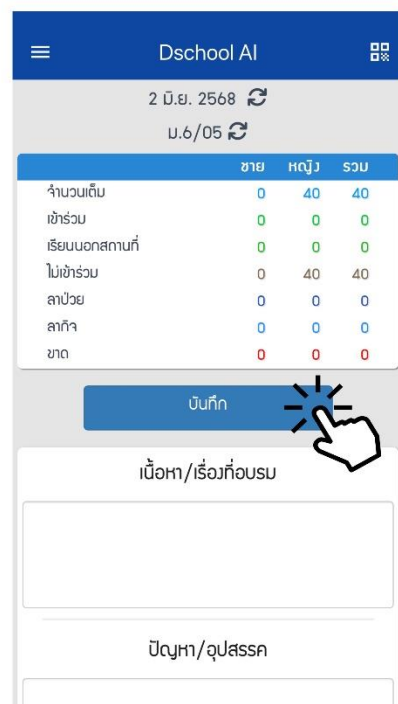 Dschool AI
2 มิ.ย. 2568
ม.6/05
ชาย หญิง รวม
จำนวนเต็ม 0 40 40
เข้าร่วม 0 0 0
เรียนนอกสถานที่ 0 0 0
ไม่เข้าร่วม 0 40 40
ลาป่วย 0 0 0
ลากิจ 0 0 0
ขาด 0 0 0
บันทึก
เนื้อหา/เรื่องที่อบรม
ปัญหา/อุปสรรค